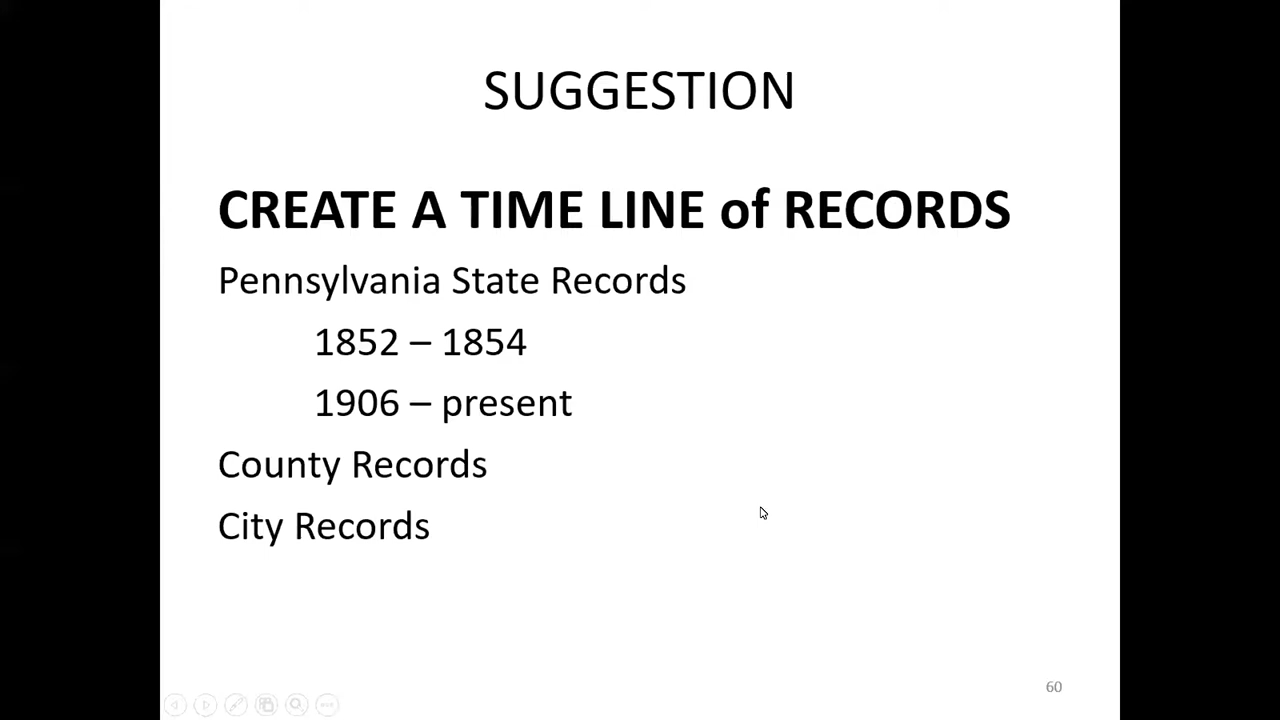 SUGGESTION
CREATE A TIME LINE of RECORDS
Pennsylvania State Records
1852 – 1854
1906 – present
County Records
City Records
60